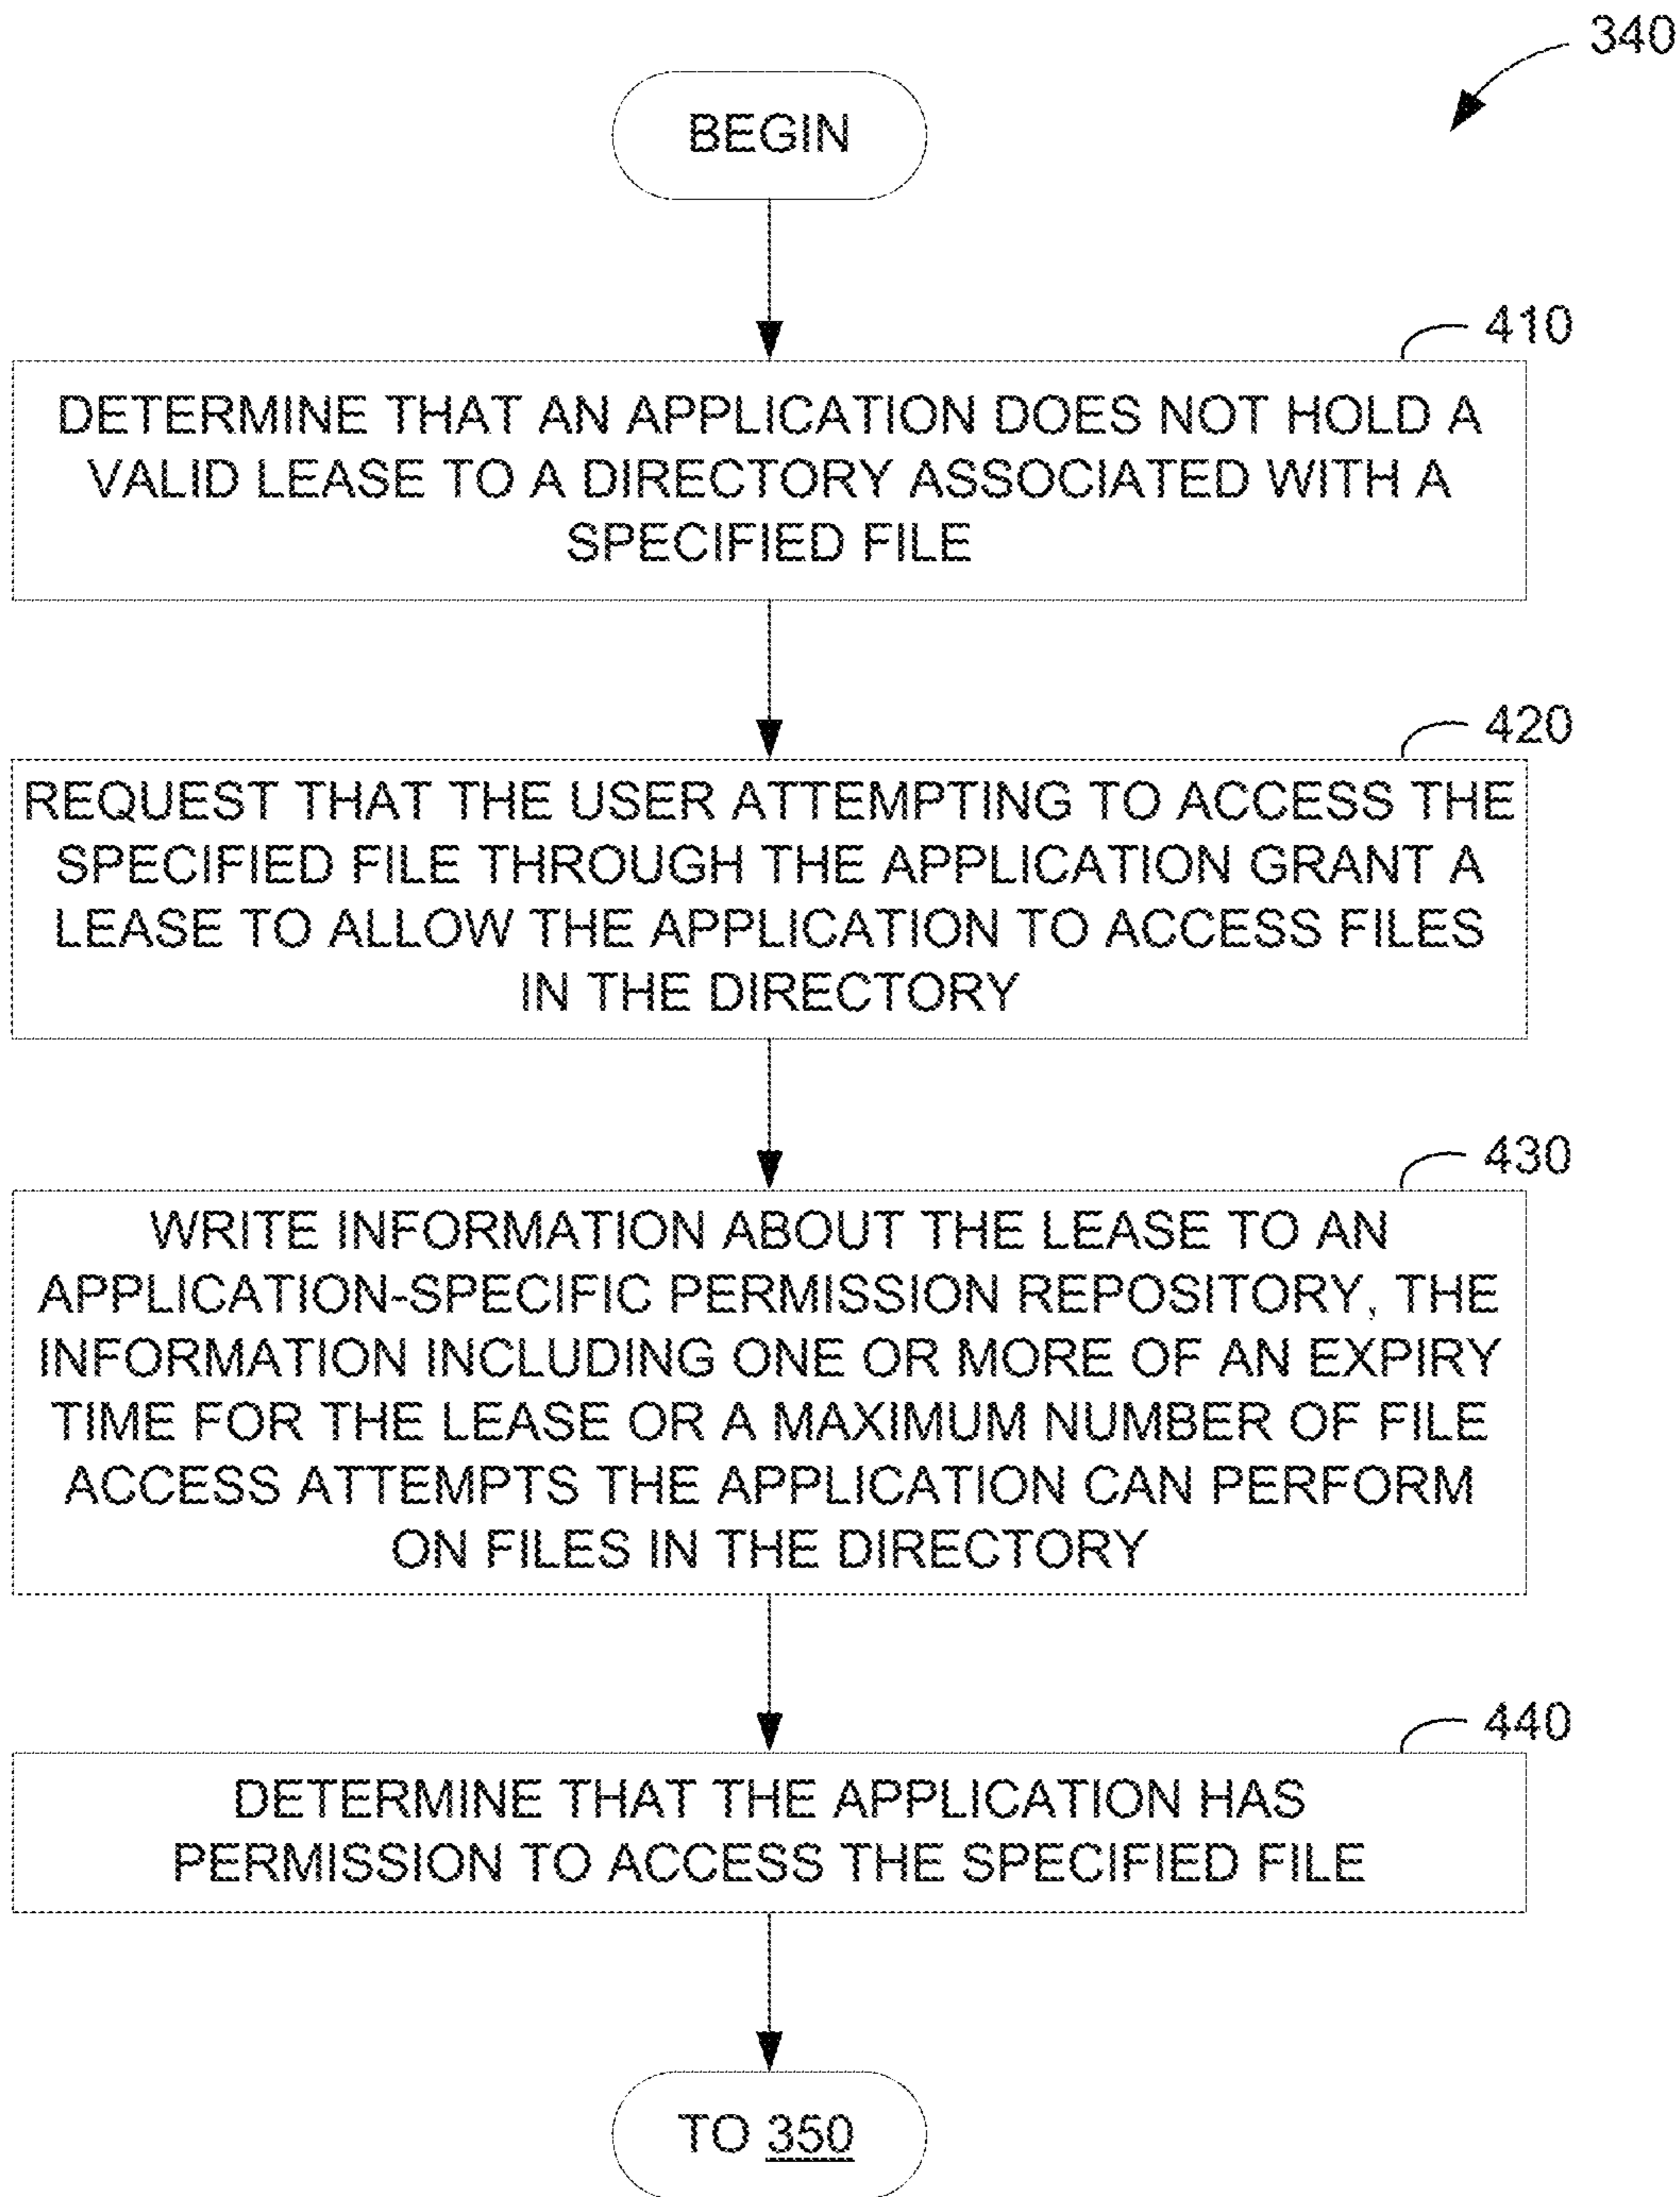 340
BEGIN
410
DETERMINE THAT AN APPLICATION DOES NOT HOLD A
VALID LEASE TO A DIRECTORY ASSOCIATED WITH A
SPECIFIED FILE
420
REQUEST THAT THE USER ATTEMPTING TO ACCESS THE
SPECIFIED FILE THROUGH THE APPLICATION GRANT A
LEASE TO ALLOW THE APPLICATION TO ACCESS FILES
IN THE DIRECTORY
430
WRITE INFORMATION ABOUT THE LEASE TO AN
APPLICATION-SPECIFIC PERMISSION REPOSITORY, THE
INFORMATION INCLUDING ONE OR MORE OF AN EXPIRY
TIME FOR THE LEASE OR A MAXIMUM NUMBER OF FILE
ACCESS ATTEMPTS THE APPLICATION CAN PERFORM
ON FILES IN THE DIRECTORY
440
DETERMINE THAT THE APPLICATION HAS
PERMISSION TO ACCESS THE SPECIFIED FILE
TO 350